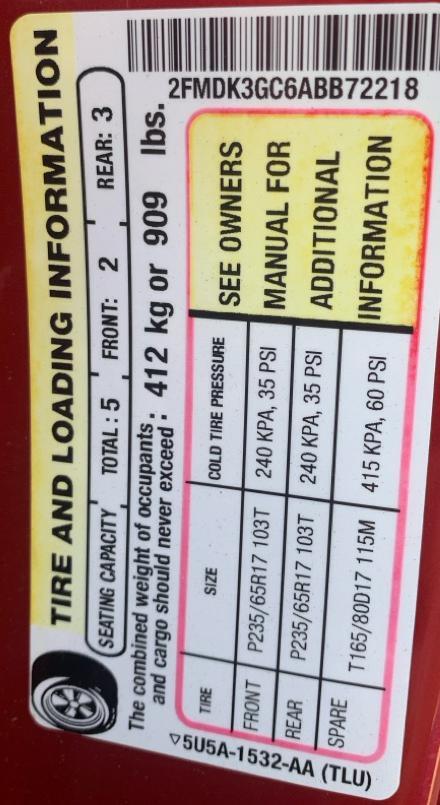 TIRE AND LOADING INFORMATION
SEATING CAPACITY TOTAL : 5 FRONT: 2 REAR: 3
The combined weight of occupants
and cargo should never exceed : 412 kg or 909 lbs.
2FMDK3GC6ABB72218
TIRE SIZE COLD TIRE PRESSURE
FRONT P235/65R17 103T 240 KPA, 35 PSI
REAR P235/65R17 103T 240 KPA, 35 PSI
SPARE T165/80D17 115M 415 KPA, 60 PSI
SEE OWNERS
MANUAL FOR
ADDITIONAL
INFORMATION
▽5U5A-1532-AA (TLU)